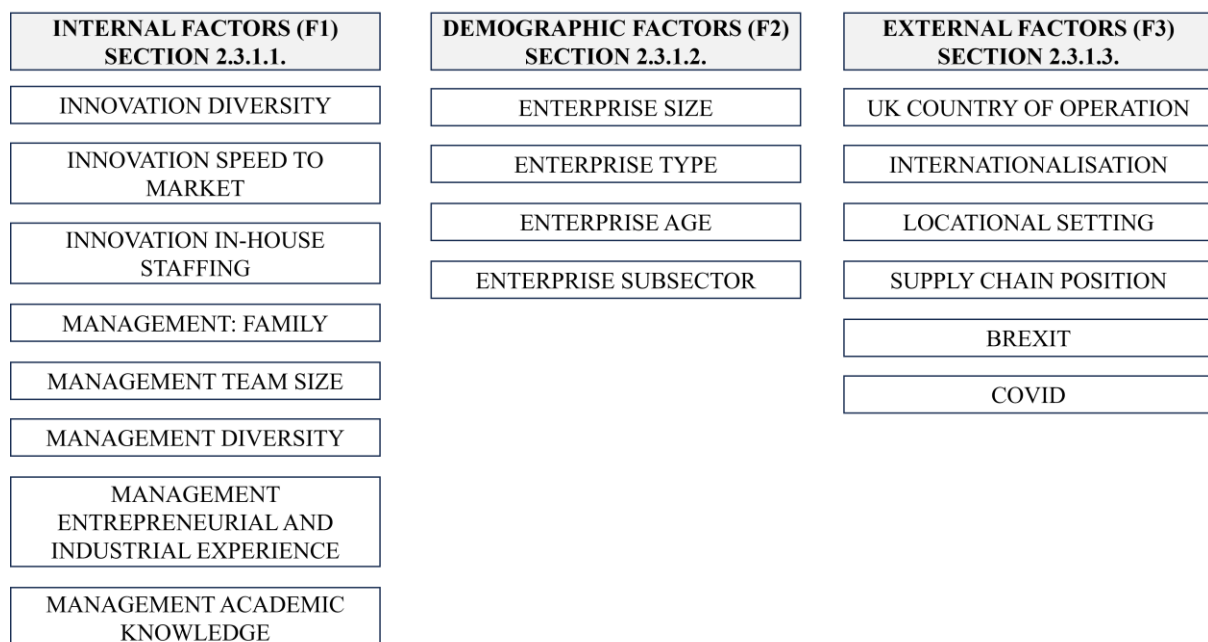 INTERNAL FACTORS (F1)
SECTION 2.3.1.1.
INNOVATION DIVERSITY
INNOVATION SPEED TO
MARKET
INNOVATION IN-HOUSE
STAFFING
MANAGEMENT: FAMILY
MANAGEMENT TEAM SIZE
MANAGEMENT DIVERSITY
MANAGEMENT
ENTREPRENEURIAL AND
INDUSTRIAL EXPERIENCE
MANAGEMENT ACADEMIC
KNOWLEDGE
DEMOGRAPHIC FACTORS (F2)
SECTION 2.3.1.2.
ENTERPRISE SIZE
ENTERPRISE TYPE
ENTERPRISE AGE
ENTERPRISE SUBSECTOR
EXTERNAL FACTORS (F3)
SECTION 2.3.1.3.
UK COUNTRY OF OPERATION
INTERNATIONALISATION
LOCATIONAL SETTING
SUPPLY CHAIN POSITION
BREXIT
COVID